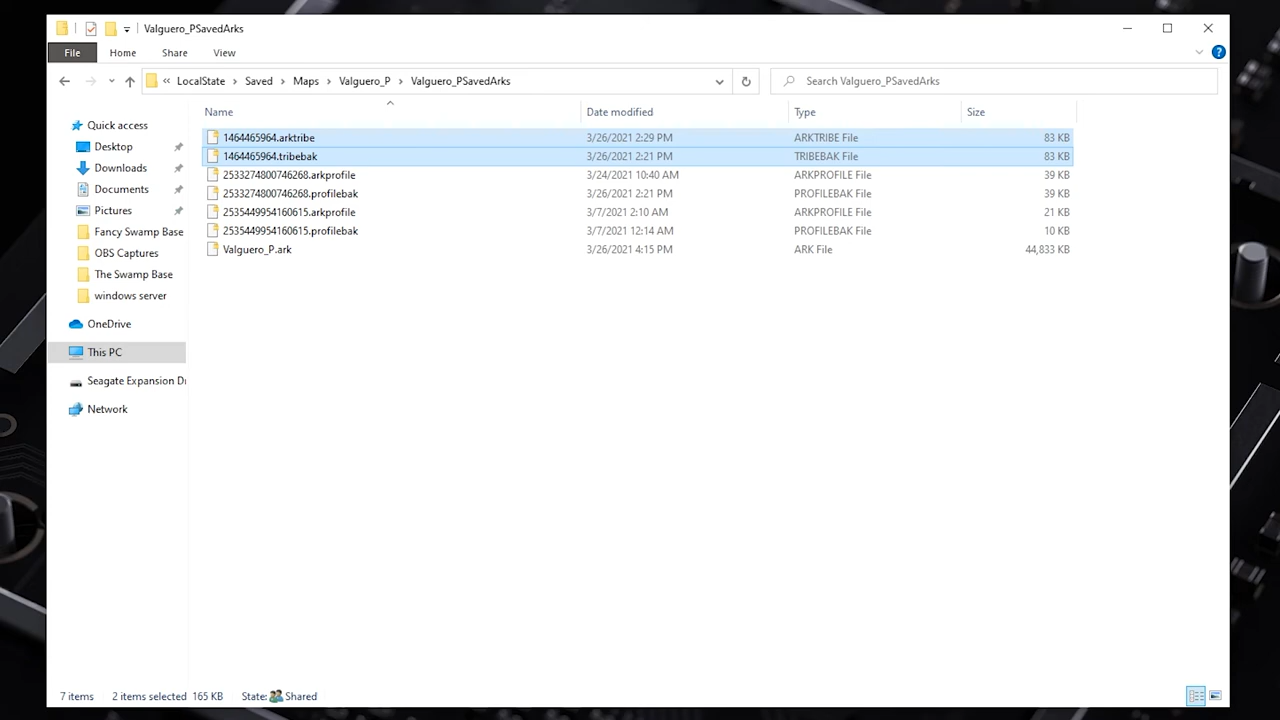 Valguero_PSavedArks
File Home Share View
LocalState Saved Maps Valguero_P Valguero_PSavedArks Search Valguero_PSavedArks
Name Date modified Type Size
Quick access
Desktop
Downloads
Documents
Pictures
Fancy Swamp Base
OBS Captures
The Swamp Base
windows server
OneDrive
This PC
Seagate Expansion Dr
Network
1464465964.arktribe 3/26/2021 2:29 PM ARKTRIBE File 83 KB
1464465964.tribebak 3/26/2021 2:21 PM TRIBEBAK File 83 KB
2533274800746268.arkprofile 3/24/2021 10:40 AM ARKPROFILE File 39 KB
2533274800746268.profilebak 3/26/2021 2:21 PM PROFILEBAK File 39 KB
2535449954160615.arkprofile 3/7/2021 2:10 AM ARKPROFILE File 21 KB
2535449954160615.profilebak 3/7/2021 12:14 AM PROFILEBAK File 10 KB
Valguero_P.ark 3/26/2021 4:15 PM ARK File 44,833 KB
7 items 2 items selected 165 KB State: Shared